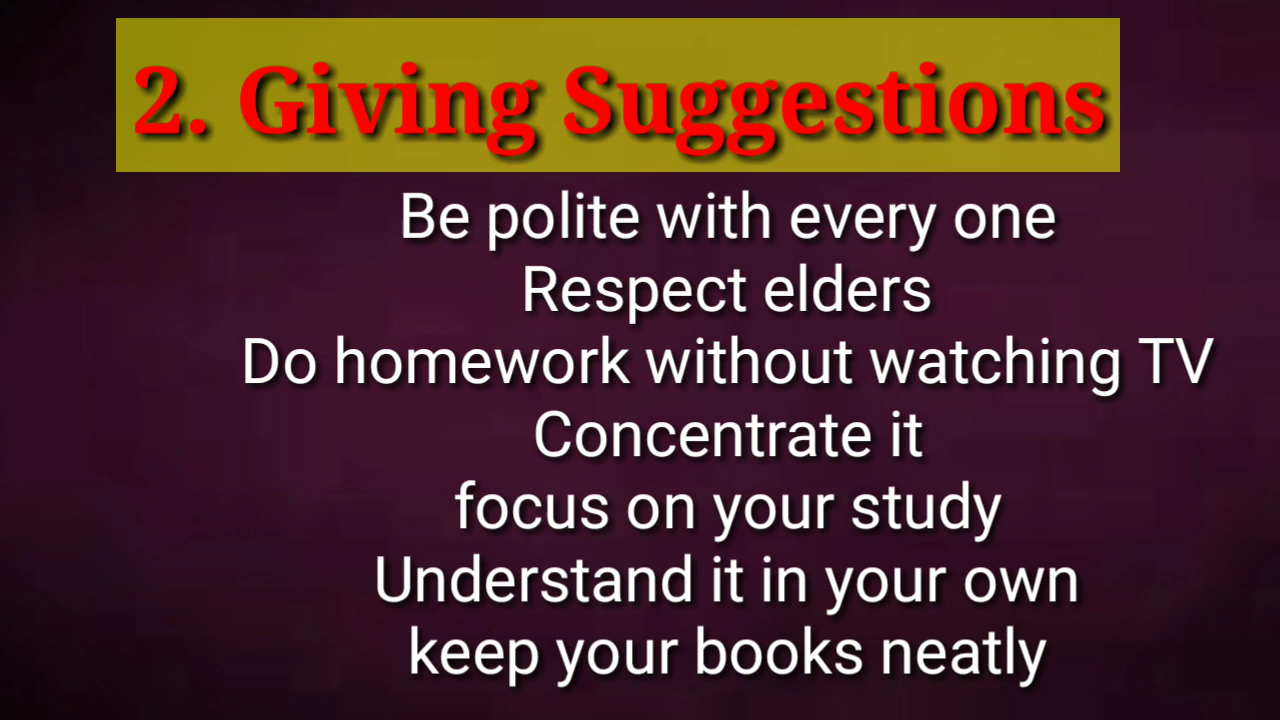 2. Giving Suggestions
Be polite with every one
Respect elders
Do homework without watching TV
Concentrate it
focus on your study
Understand it in your own
keep your books neatly